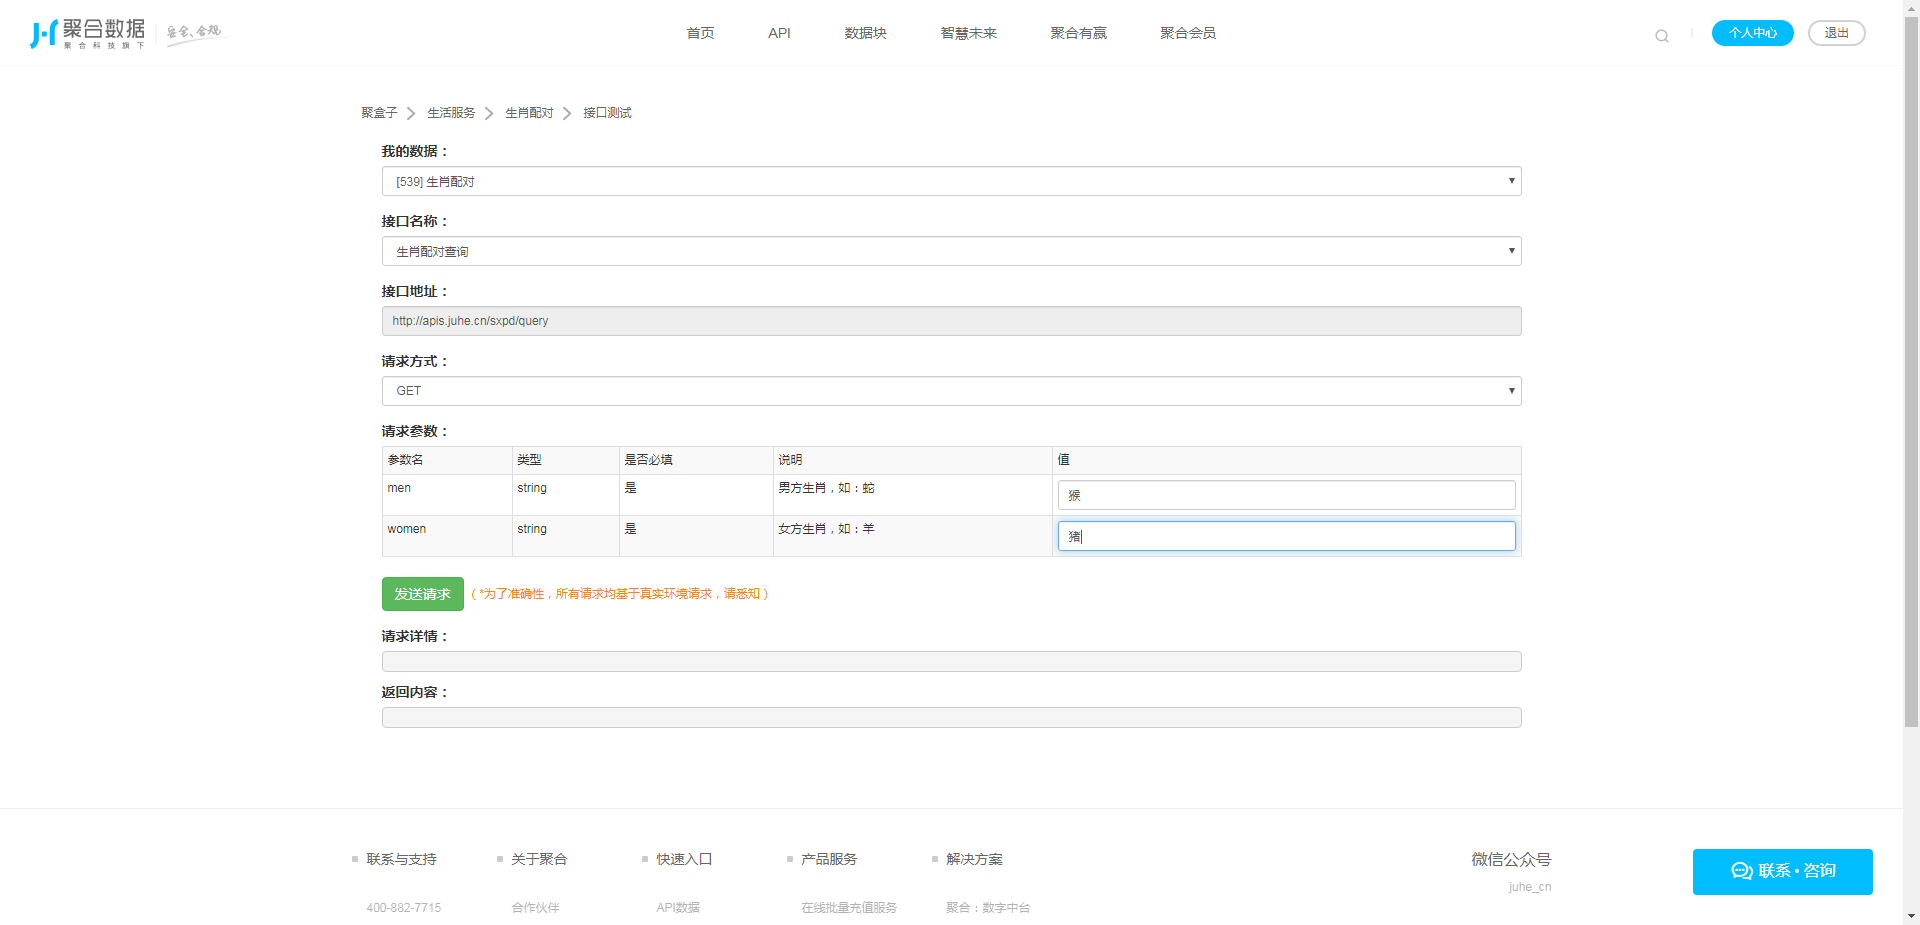 聚合数据
聚合科技旗下
安全、合规
首页 API 数据块 智慧未来 聚合有赢 聚合会员
个人中心 退出
聚盒子 生活服务 生肖配对 接口测试
我的数据：
[539] 生肖配对
接口名称：
生肖配对查询
接口地址：
http://apis.juhe.cn/sxpd/query
请求方式：
GET
请求参数：
参数名 类型 是否必填 说明 值
men string 是 男方生肖，如：蛇 猴
women string 是 女方生肖，如：羊 猪
发送请求 （*为了准确性，所有请求均基于真实环境请求，请悉知）
请求详情：
返回内容：
联系与支持 关于聚合 快速入口 产品服务 解决方案 微信公众号
联系·咨询
juhe_cn
400-882-7715 合作伙伴 API数据 在线批量充值服务 聚合：数字中台